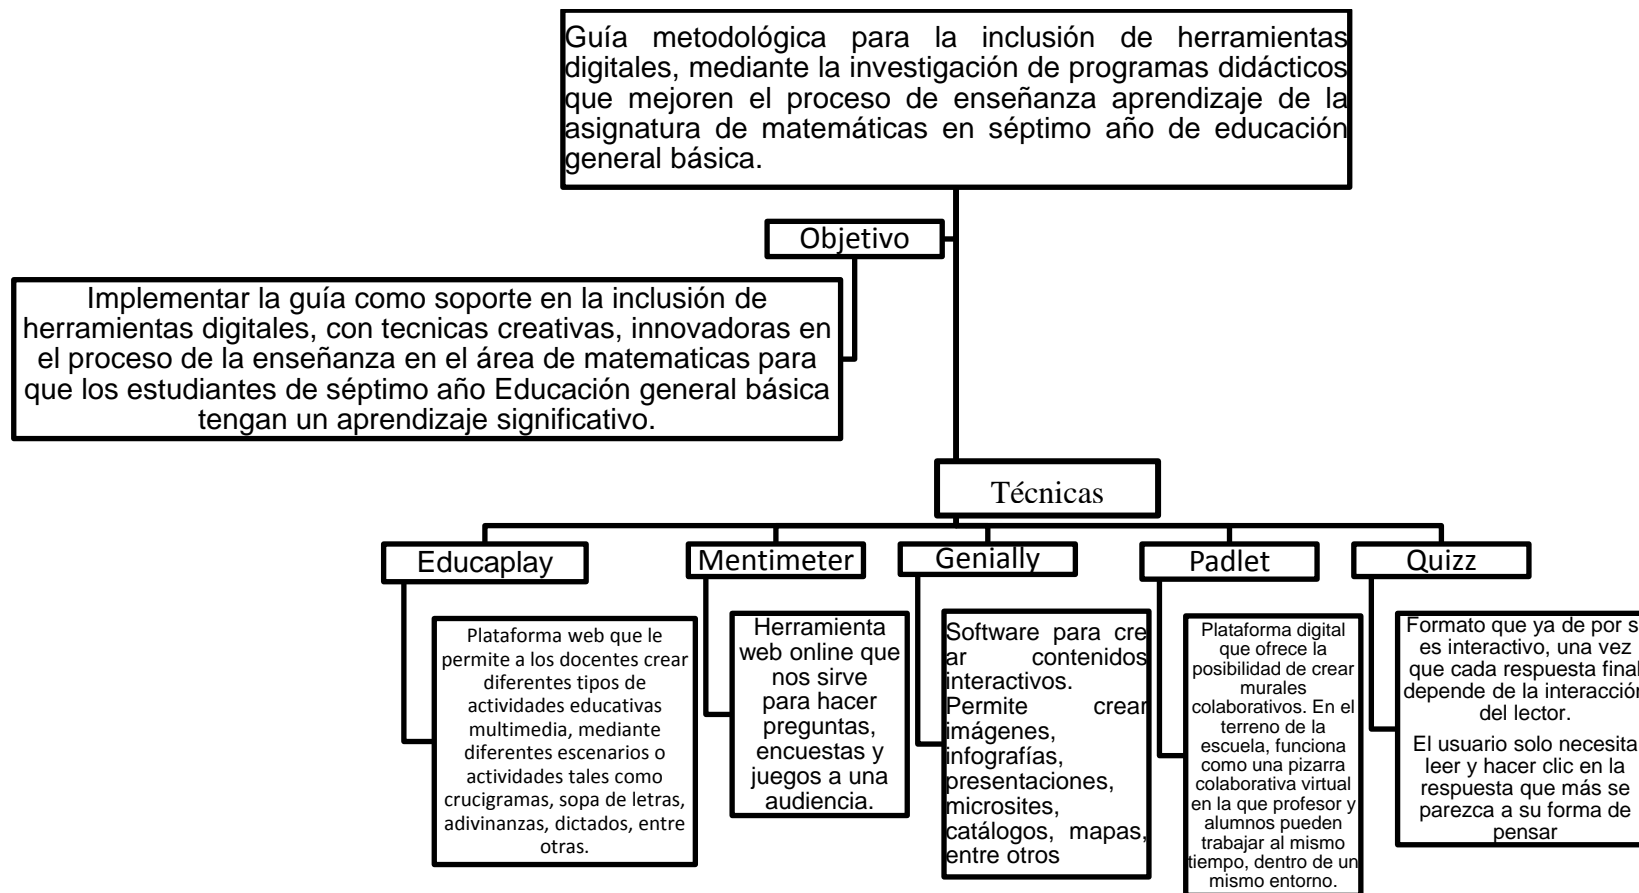 Guía metodológica para la inclusión de herramientas
digitales, mediante la investigación de programas didácticos
que mejoren el proceso de enseñanza aprendizaje de la
asignatura de matemáticas en séptimo año de educación
general básica.
Objetivo
Implementar la guía como soporte en la inclusión de
herramientas digitales, con tecnicas creativas, innovadoras en
el proceso de la enseñanza en el área de matematicas para
que los estudiantes de séptimo año Educación general básica
tengan un aprendizaje significativo.
Técnicas
Educaplay
Plataforma web que le
permite a los docentes crear
diferentes tipos de
actividades educativas
multimedia, mediante
diferentes escenarios o
actividades tales como
crucigramas, sopa de letras,
adivinanzas, dictados, entre
otras.
Mentimeter
Herramienta
web online que
nos sirve
para hacer
preguntas,
encuestas y
juegos a una
audiencia.
Genially
Software para cre
ar contenidos
interactivos.
Permite crear
imágenes,
infografías,
presentaciones,
microsites,
catálogos, mapas,
entre otros
Padlet
Plataforma digital
que ofrece la
posibilidad de crear
murales
colaborativos. En el
terreno de la
escuela, funciona
como una pizarra
colaborativa virtual
en la que profesor y
alumnos pueden
trabajar al mismo
tiempo, dentro de un
mismo entorno.
Quizz
Formato que ya de por s
es interactivo, una vez
que cada respuesta final
depende de la interacción
del lector.
El usuario solo necesita
leer y hacer clic en la
respuesta que más se
parezca a su forma de
pensar